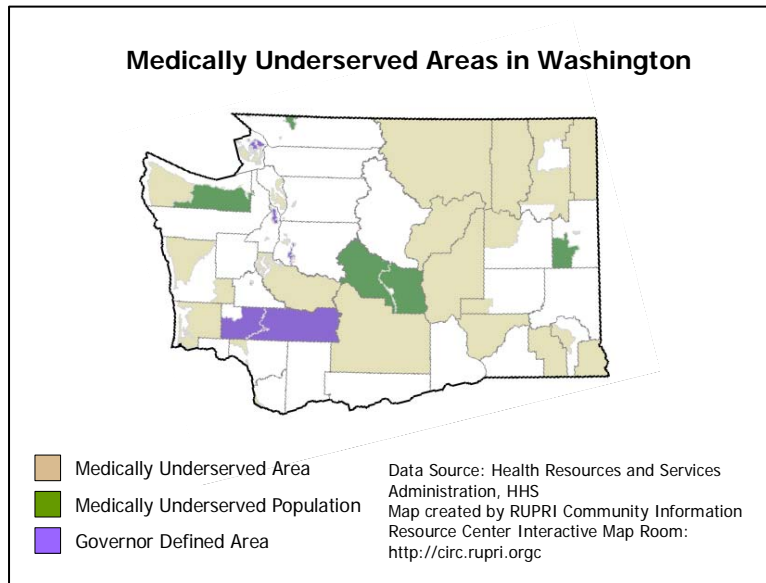 Medically Underserved Areas in Washington
Medically Underserved Area
Medically Underserved Population
Governor Defined Area
Data Source: Health Resources and Services
Administration, HHS
Map created by RUPRI Community Information
Resource Center Interactive Map Room:
http://circ.rupri.orgc